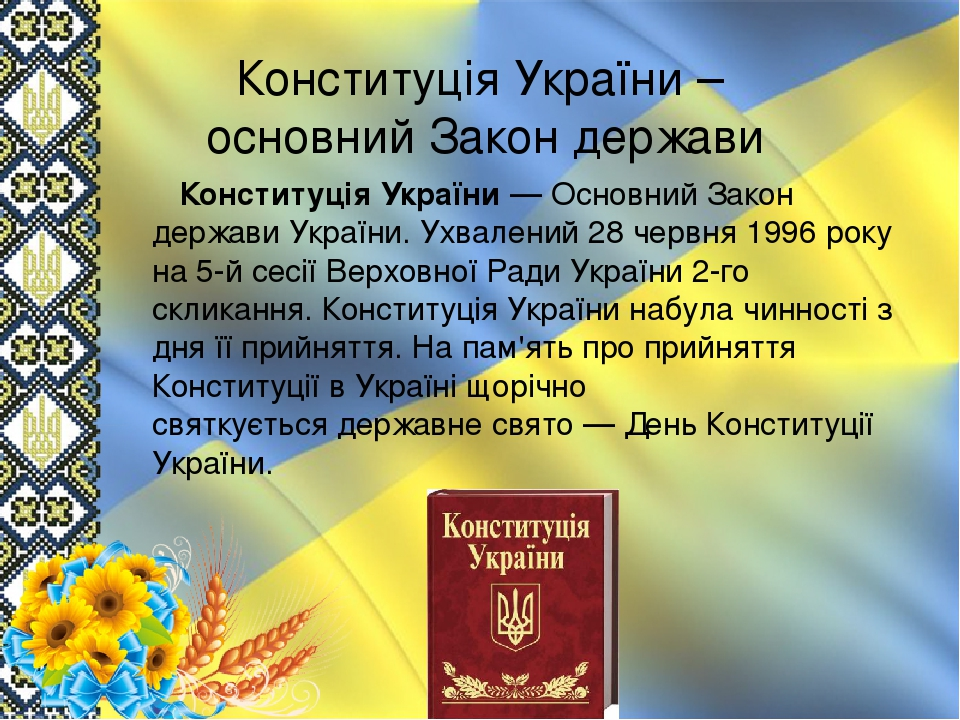 Конституція України –
основний Закон держави
Конституція України — Основний Закон
держави України. Ухвалений 28 червня 1996 року
на 5-й сесії Верховної Ради України 2-го
скликання. Конституція України набула чинності з
дня її прийняття. На пам'ять про прийняття
Конституції в Україні щорічно
святкується державне свято — День Конституції
України.
Конституція
України